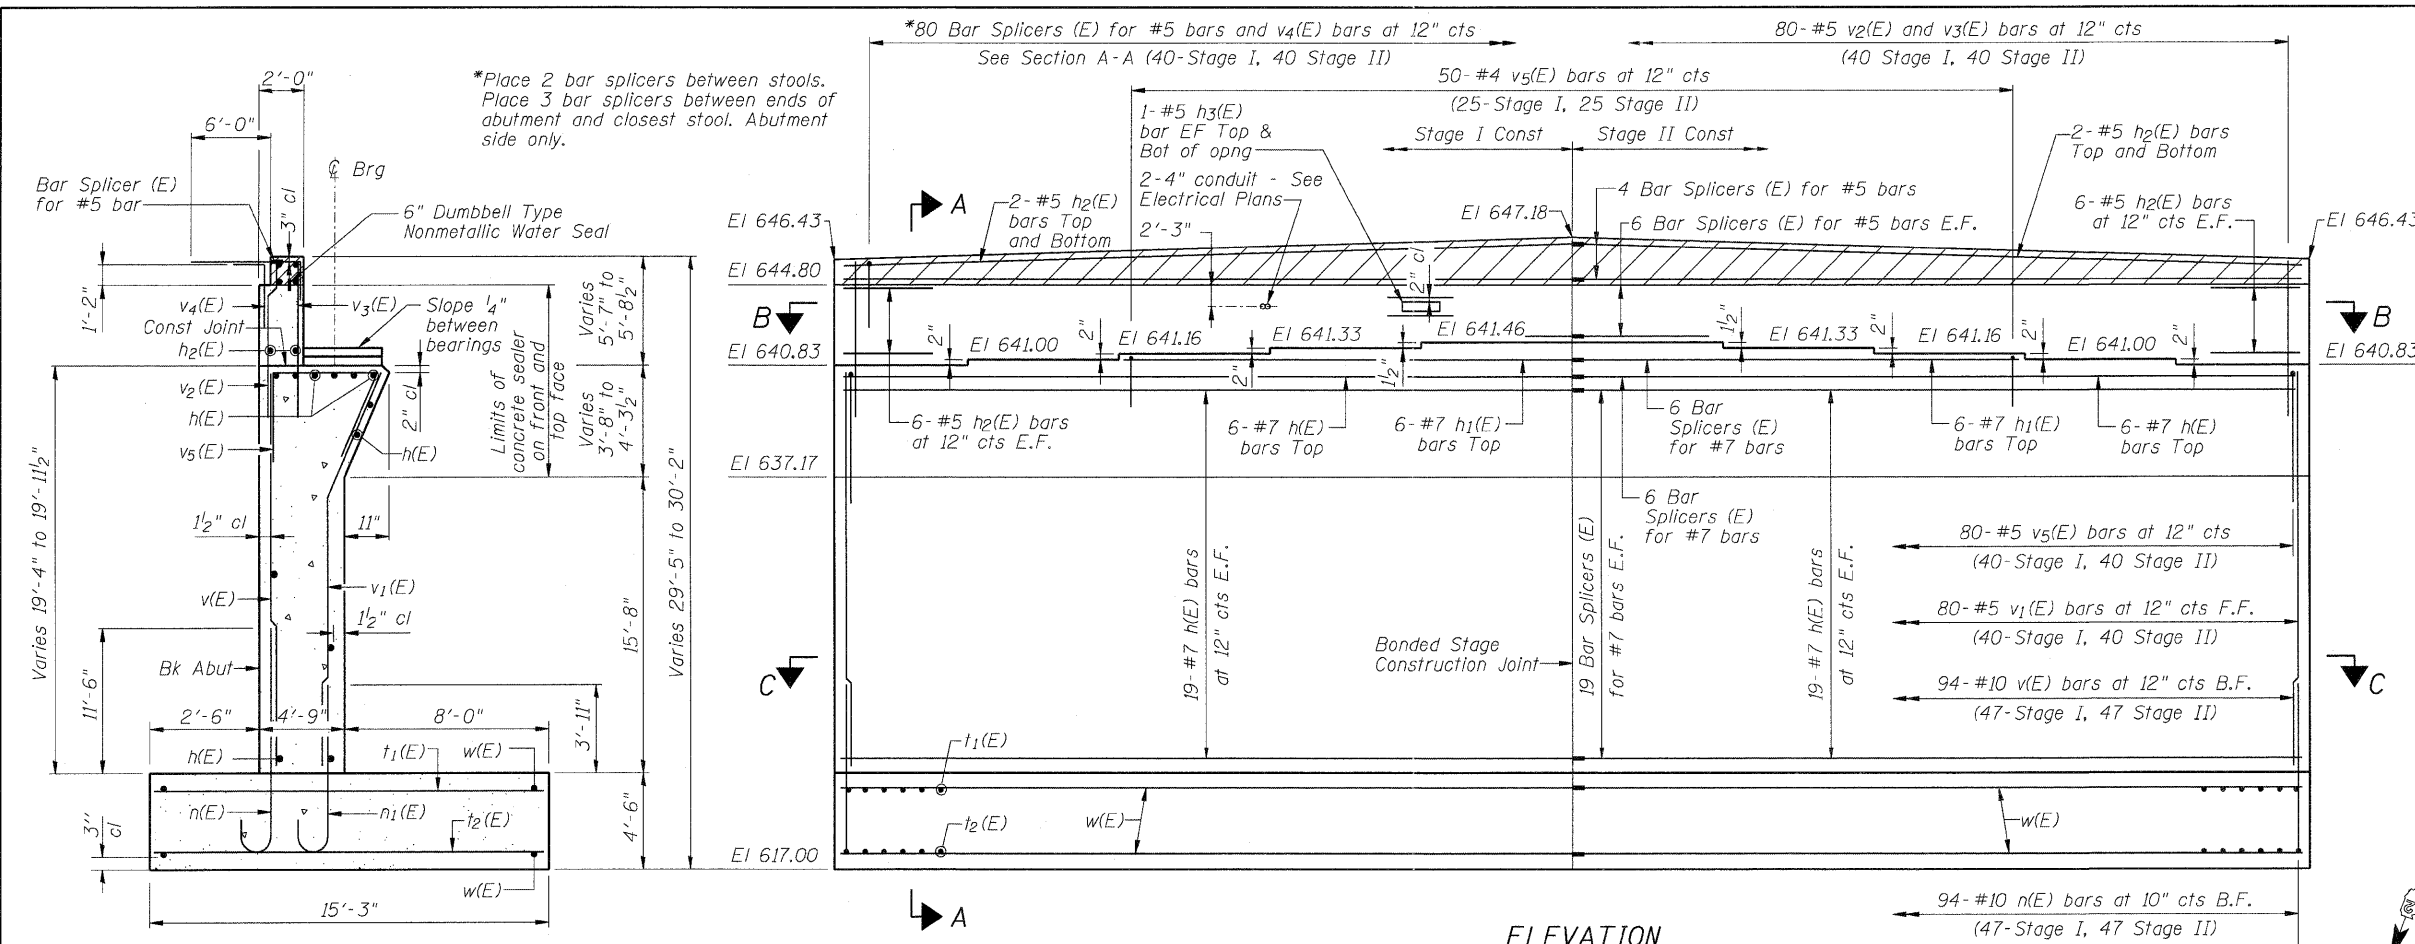 *80 Bar Splicers (E) for #5 bars and v4(E) bars at 12" cts
See Section A-A (40-Stage I, 40 Stage II)
80-#5 v2(E) and v3(E) bars at 12" cts
(40 Stage I, 40 Stage II)
50-#4 v5(E) bars at 12" cts
(25-Stage I, 25 Stage II)
Stage I Const
Stage II Const
2'-0"
*Place 2 bar splicers between stools.
Place 3 bar splicers between ends of
abutment and closest stool. Abutment
side only.
6'-0"
℄ Brg
Bar Splicer (E)
for #5 bar
3" cl
6" Dumbbell Type
Nonmetallic Water Seal
1'-2"
v4(E)
v3(E)
Const Joint
Slope ¼"
between
bearings
h2(E)
v2(E)
h(E)
v5(E)
h(E)
2" cl
Limits of
concrete sealer
on front and
top face
Varies
5'-7" to
5'-8½"
Varies
3'-8" to
4'-3½"
Varies 19'-4" to 19'-11½"
Varies 29'-5" to 30'-2"
1½" cl
11"
v(E)
v1(E)
1½" cl
15'-8"
Bk Abut
11'-6"
2'-6"
4'-9"
8'-0"
3'-11"
h(E)
t1(E)
w(E)
n(E)
n1(E)
t2(E)
3" cl
4'-6"
w(E)
15'-3"
1-#5 h3(E)
bar EF Top &
Bot of opng
2-4" conduit - See
Electrical Plans
2'-3"
A
2-#5 h2(E)
bars Top
and Bottom
El 646.43
El 647.18
4 Bar Splicers (E) for #5 bars
6 Bar Splicers (E) for #5 bars E.F.
2-#5 h2(E) bars
Top and Bottom
6-#5 h2(E) bars
at 12" cts E.F.
El 646.43
El 644.80
2" cl
B
B
El 640.83
2"
El 641.00
2"
El 641.16
2"
El 641.33
1½"
El 641.46
1½"
El 641.33
2"
El 641.16
2"
El 641.00
2"
El 640.83
6-#5 h2(E) bars
at 12" cts E.F.
6-#7 h(E)
bars Top
6-#7 h1(E)
bars Top
6 Bar
Splicers (E)
for #7 bars
6-#7 h1(E)
bars Top
6-#7 h(E)
bars Top
El 637.17
6 Bar
Splicers (E)
for #7 bars
19-#7 h(E) bars
at 12" cts E.F.
19 Bar Splicers (E)
for #7 bars E.F.
19-#7 h(E) bars
at 12" cts E.F.
Bonded Stage
Construction Joint
80-#5 v5(E) bars at 12" cts
(40-Stage I, 40 Stage II)
80-#5 v1(E) bars at 12" cts F.F.
(40-Stage I, 40 Stage II)
C
C
94-#10 v(E) bars at 12" cts B.F.
(47-Stage I, 47 Stage II)
t1(E)
t2(E)
w(E)
w(E)
El 617.00
A
94-#10 n(E) bars at 10" cts B.F.
(47-Stage I, 47 Stage II)
ELEVATION